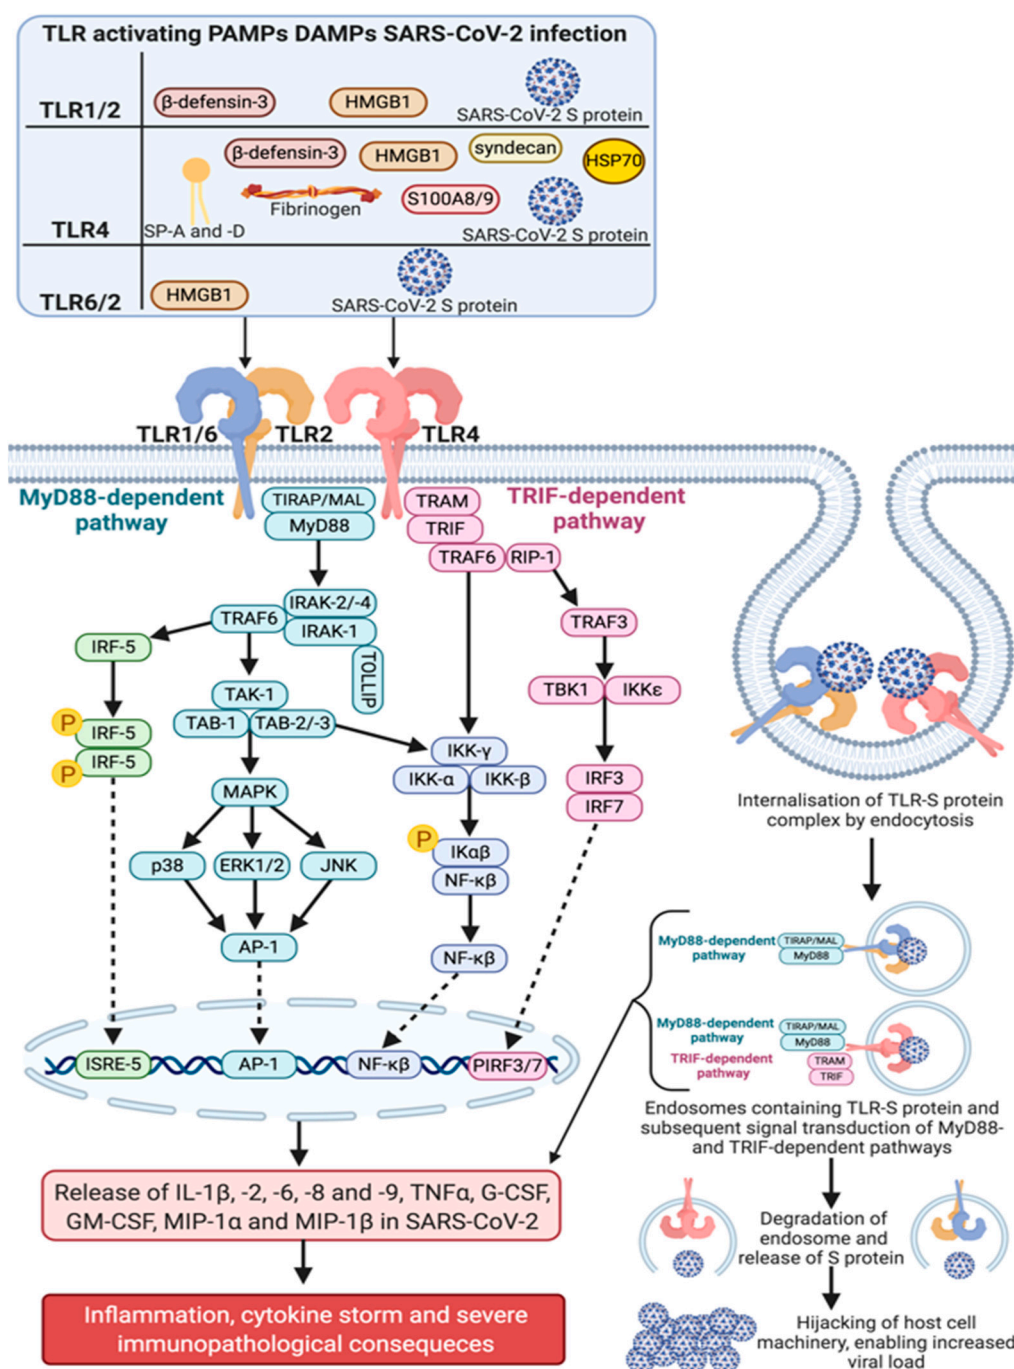 TLR activating PAMPs DAMPs SARS-CoV-2 infection
TLR1/2
β-defensin-3
HMGB1
SARS-CoV-2 S protein
TLR4
β-defensin-3
HMGB1
syndecan
HSP70
SP-A and -D
Fibrinogen
S100A8/9
SARS-CoV-2 S protein
TLR6/2
HMGB1
SARS-CoV-2 S protein
TLR1/6
TLR2
TLR4
MyD88-dependent
pathway
TIRAP/MAL
MyD88
TRAM
TRIF
TRIF-dependent
pathway
TRAF6
RIP-1
IRAK-2/-4
TRAF6
IRAK-1
TOLLIP
TRAF3
IRF-5
TAK-1
TAB-1
TAB-2/-3
TBK1
IKKε
P
IRF-5
P
IRF-5
IKK-γ
IKK-α
IKK-β
MAPK
IRF3
IRF7
p38
ERK1/2
JNK
P
IKαβ
NF-κβ
AP-1
NF-κβ
ISRE-5
AP-1
NF-κβ
PIRF3/7
Release of IL-1β, -2, -6, -8 and -9, TNFα, G-CSF,
GM-CSF, MIP-1α and MIP-1β in SARS-CoV-2
Inflammation, cytokine storm and severe
immunopathological consequeces
Internalisation of TLR-S protein
complex by endocytosis
MyD88-dependent
pathway
TIRAP/MAL
MyD88
MyD88-dependent
pathway
TRIF-dependent
pathway
TIRAP/MAL
MyD88
TRAM
TRIF
Endosomes containing TLR-S protein and
subsequent signal transduction of MyD88-
and TRIF-dependent pathways
Degradation of
endosome and
release of S protein
Hijacking of host cell
machinery, enabling increased
viral load